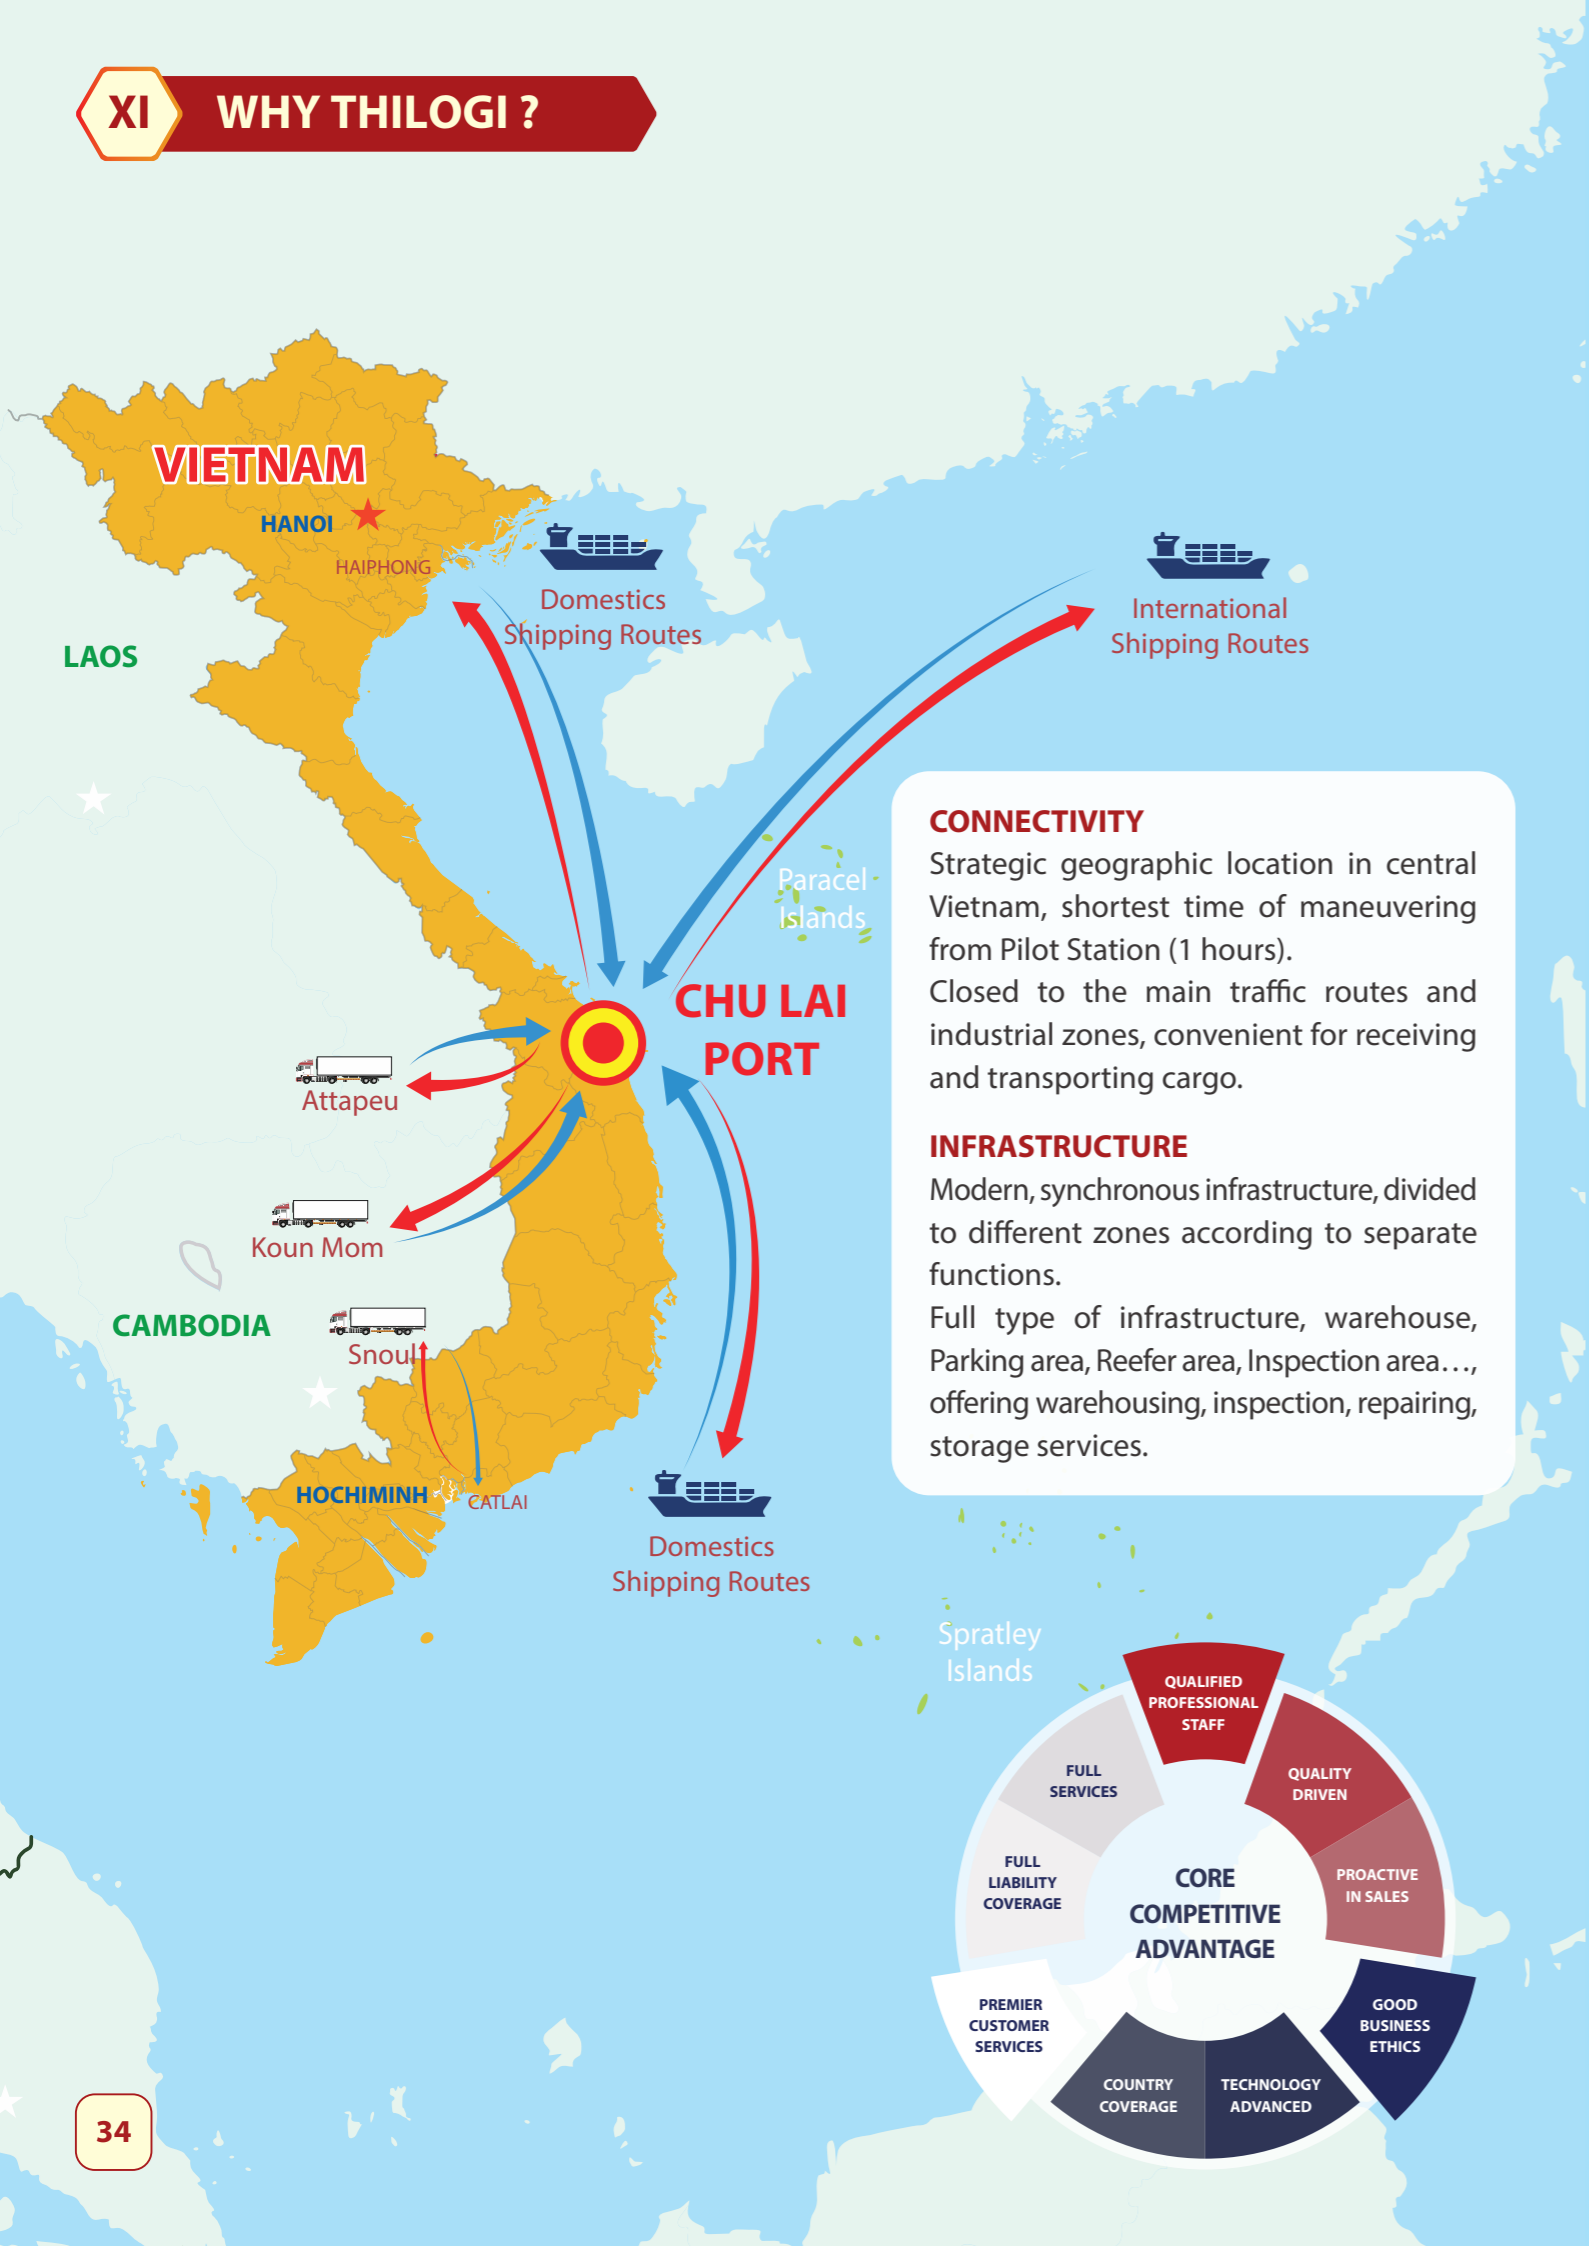 XI
WHY THILOGI ?
VIETNAM
HANOI
HAIPHONG
Domestics
Shipping Routes
International
Shipping Routes
LAOS
CONNECTIVITY
Strategic geographic location in central
Vietnam, shortest time of maneuvering
from Pilot Station (1 hours).
Closed to the main traffic routes and
industrial zones, convenient for receiving
and transporting cargo.
INFRASTRUCTURE
Modern, synchronous infrastructure, divided
to different zones according to separate
functions.
Full type of infrastructure, warehouse,
Parking area, Reefer area, Inspection area…,
offering warehousing, inspection, repairing,
storage services.
Paracel
Islands
CHU LAI
PORT
Attapeu
Koun Mom
CAMBODIA
Snoul
HOCHIMINH
CATLAI
Domestics
Shipping Routes
Spratley
Islands
QUALIFIED
PROFESSIONAL
STAFF
QUALITY
DRIVEN
PROACTIVE
IN SALES
GOOD
BUSINESS
ETHICS
TECHNOLOGY
ADVANCED
COUNTRY
COVERAGE
PREMIER
CUSTOMER
SERVICES
FULL
LIABILITY
COVERAGE
FULL
SERVICES
CORE
COMPETITIVE
ADVANTAGE
34